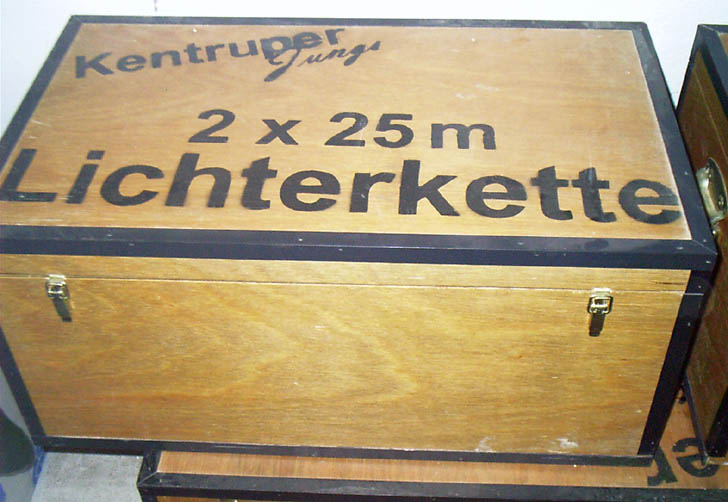 Kentruper
Jungs
2 x 25 m
Lichterkette